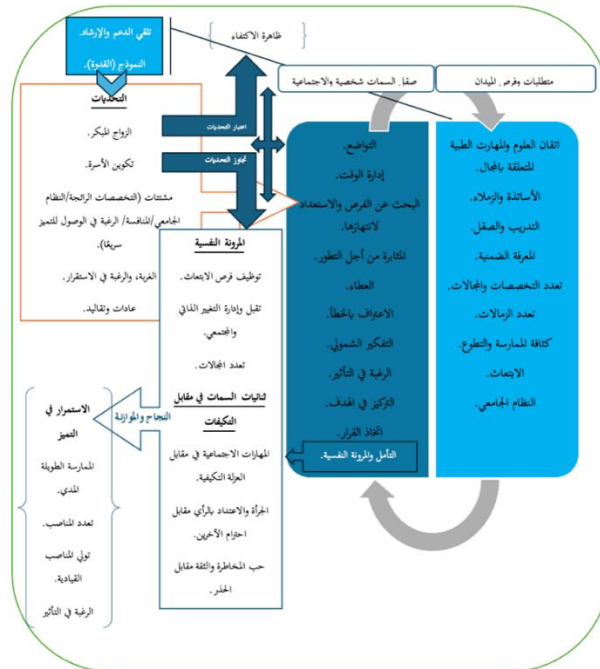 ظاهرة الاكتفاء
تلقي الدعم والإرشاد.
النموذج (القدوة).
متطلبات وفرص الميدان
صقل السمات شخصية والاجتماعية
اتقان العلوم والمهارت الطبية
المتعلقة بالمجال.
الأساتذة والزملاء.
التدريب والصقل.
المعرفة الضمنية.
تعدد التخصصات والمجالات.
تعدد الزمالات.
كثافة الممارسة والتطوع.
الابتعاث.
النظام الجامعي.
التواضع.
إدارة الوقت.
البحث عن الفرص والاستعداد
لانتهازها.
المثابرة من أجل التطور.
العطاء.
الاعتراف بالخطأ.
التفكير الشمولي.
الرغبة في التأثير.
التركيز في الهدف.
اتخاذ القرار.
التأمل والمرونة النفسية.
التحديات
الزواج المبكر.
تكوين الأسرة.
مشتتات (التخصصات الرائجة/النظام
الجامعي/المنافسة/ الرغبة في الوصول للتميز
سريعًا).
الغربة، والرغبة في الاستقرار.
عادات وتقاليد.
اعتبار التحديات
تجاوز التحديات
المرونة النفسية
توظيف فرص الابتعاث.
تقبل وإدارة التغيير الذاتي
والمجتمعي.
تعدد المجالات.
ثنائيات السمات في مقابل
التكيفات
المهارات الاجتماعية في مقابل
العزلة التكيفية.
الجرأة والاعتداد بالرأي مقابل
احترام الآخرين.
حب المخاطرة والثقة مقابل
الحذر.
النجاح والموازنة
الاستمرار في
التميز
الممارسة الطويلة
المدي.
تعدد المناصب.
تولي المناصب
القيادية.
الرغبة في التأثير